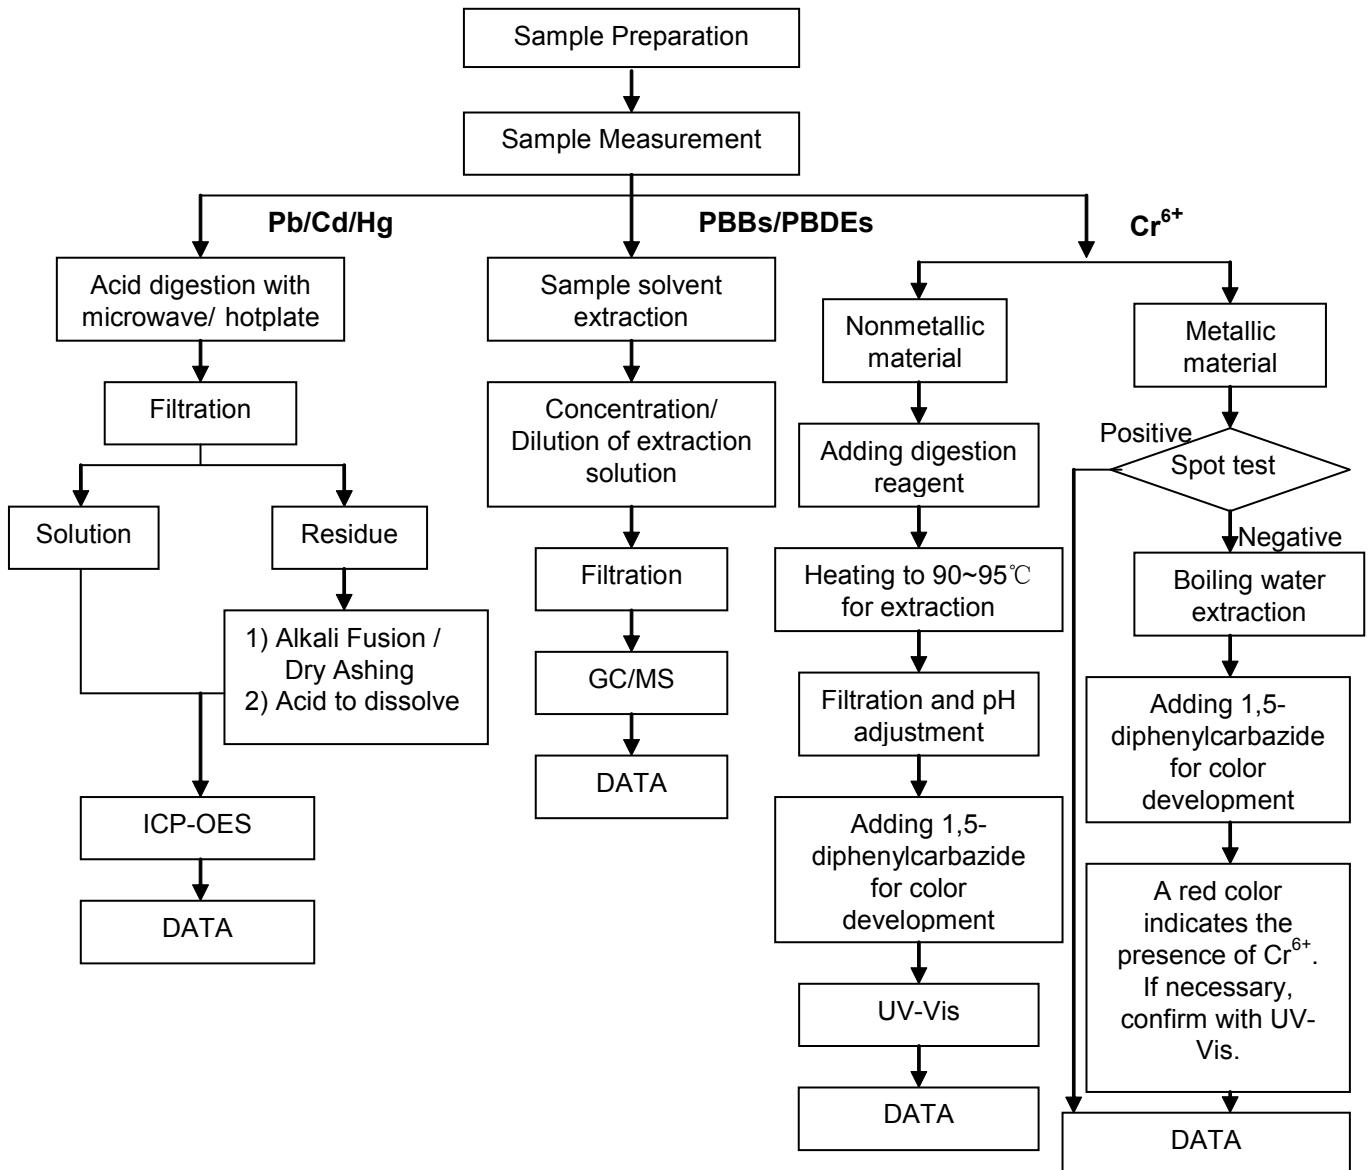 Sample Preparation
Sample Measurement
Pb/Cd/Hg
PBBs/PBDEs
Cr⁶⁺
Acid digestion with
microwave/ hotplate
Filtration
Solution
Residue
1) Alkali Fusion /
Dry Ashing
2) Acid to dissolve
ICP-OES
DATA
Sample solvent
extraction
Concentration/
Dilution of extraction
solution
Filtration
GC/MS
DATA
Nonmetallic
material
Adding digestion
reagent
Heating to 90~95℃
for extraction
Filtration and pH
adjustment
Adding 1,5-
diphenylcarbazide
for color
development
UV-Vis
DATA
Metallic
material
Positive
Spot test
Negative
Boiling water
extraction
Adding 1,5-
diphenylcarbazide
for color
development
A red color
indicates the
presence of Cr⁶⁺.
If necessary,
confirm with UV-
Vis.
DATA